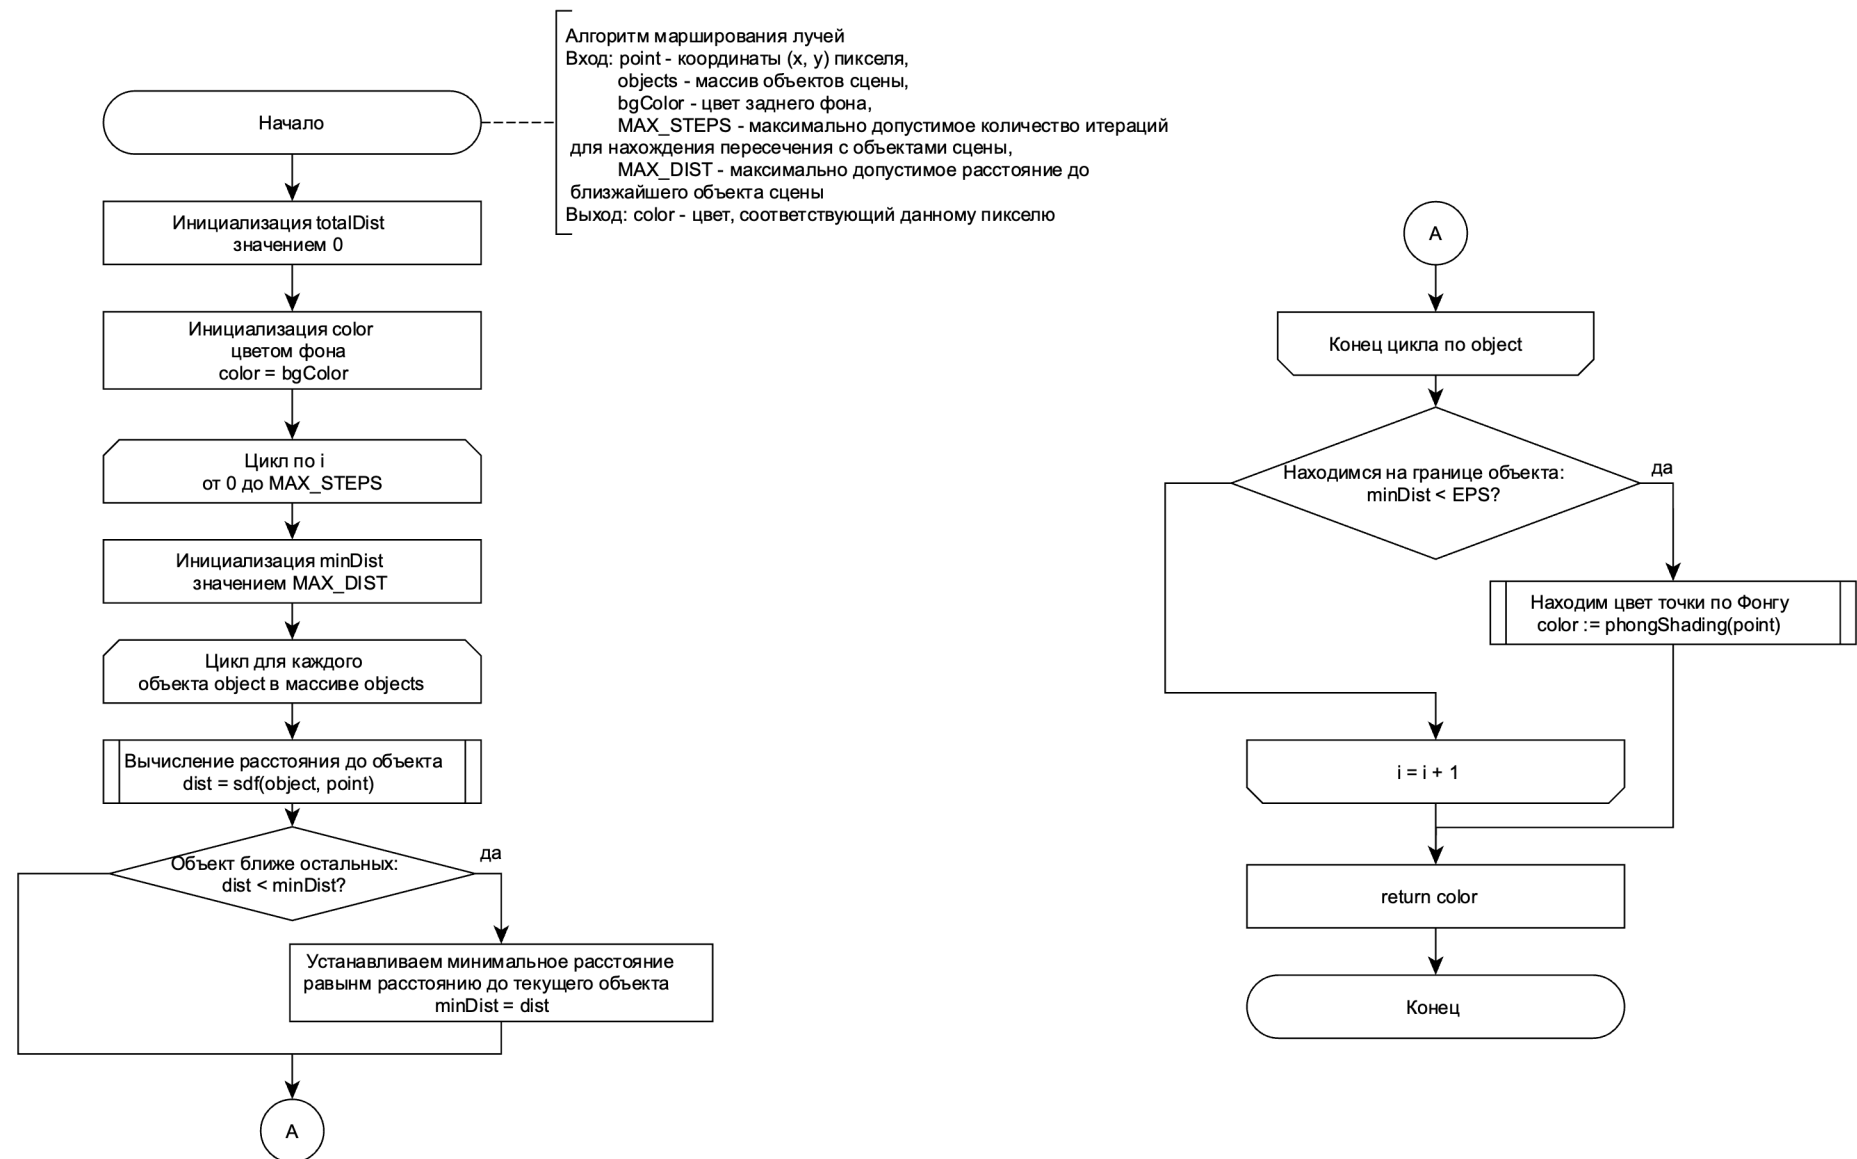 Алгоритм марширования лучей
Вход: point - координаты (x, y) пикселя,
objects - массив объектов сцены,
bgColor - цвет заднего фона,
MAX_STEPS - максимально допустимое количество итераций
для нахождения пересечения с объектами сцены,
MAX_DIST - максимально допустимое расстояние до
близжайшего объекта сцены
Выход: color - цвет, соответствующий данному пикселю
Начало
Инициализация totalDist
значением 0
Инициализация color
цветом фона
color = bgColor
Цикл по i
от 0 до MAX_STEPS
Инициализация minDist
значением MAX_DIST
Цикл для каждого
объекта object в массиве objects
Вычисление расстояния до объекта
dist = sdf(object, point)
Объект ближе остальных:
dist < minDist?
да
Устанавливаем минимальное расстояние
равынм расстоянию до текущего объекта
minDist = dist
A
A
Конец цикла по object
Находимся на границе объекта:
minDist < EPS?
да
Находим цвет точки по Фонгу
color := phongShading(point)
i = i + 1
return color
Конец